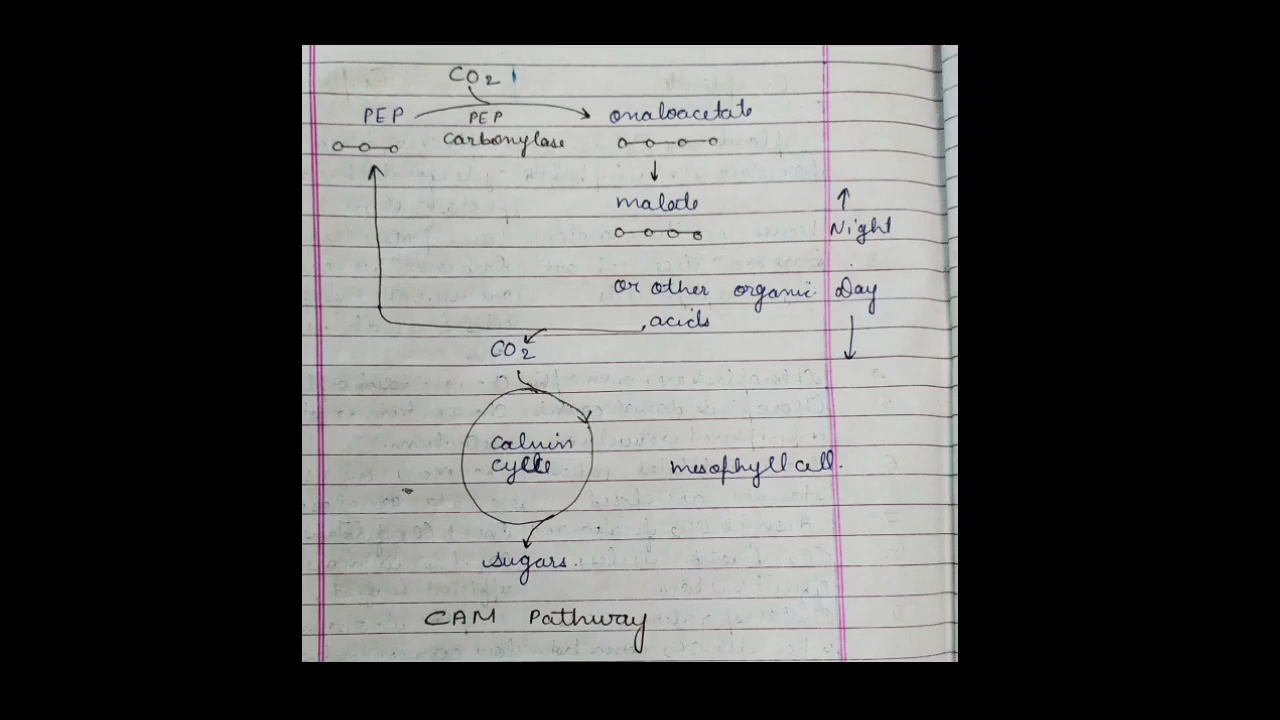 CO2
PEP PEP onaloacetate
carbonylase
malate
Night
or other organic Day
acids
CO2
calvin
cycle
mesophyll cell.
sugars.
CAM Pathway